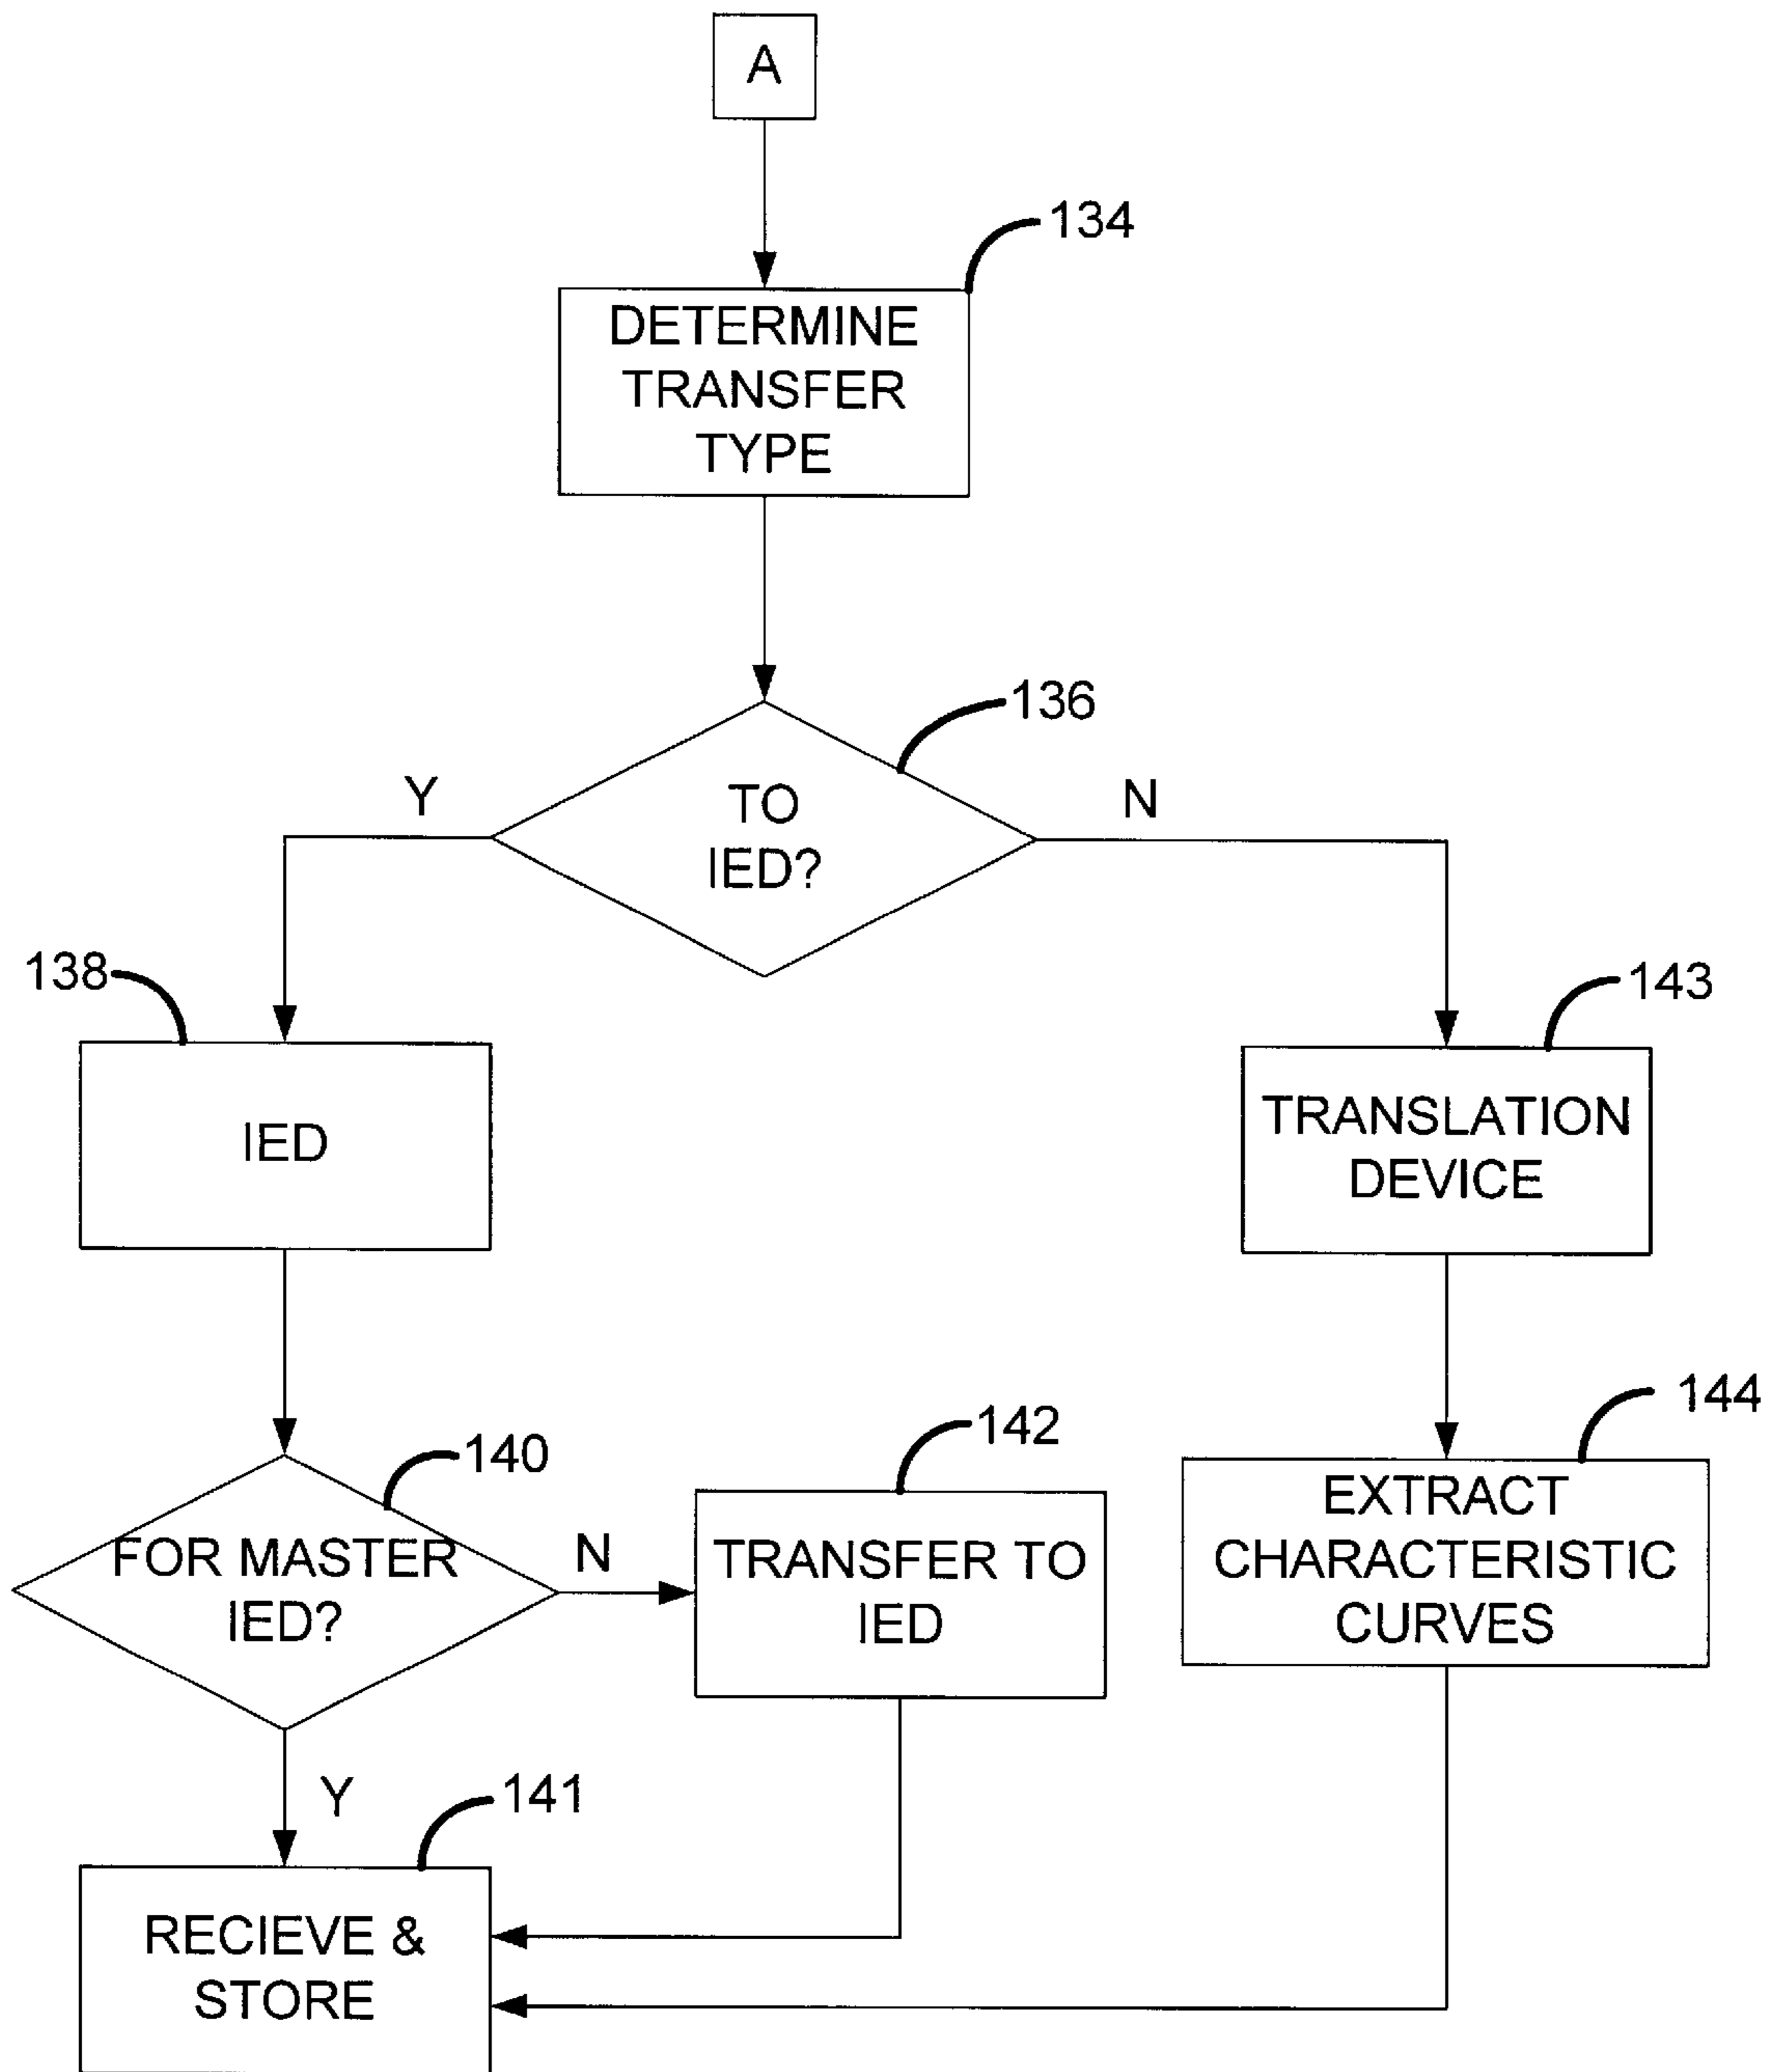 A
134
DETERMINE
TRANSFER
TYPE
136
Y
TO
IED?
N
138
IED
143
TRANSLATION
DEVICE
140
FOR MASTER
IED?
N
142
TRANSFER TO
IED
144
EXTRACT
CHARACTERISTIC
CURVES
Y
141
RECIEVE &
STORE